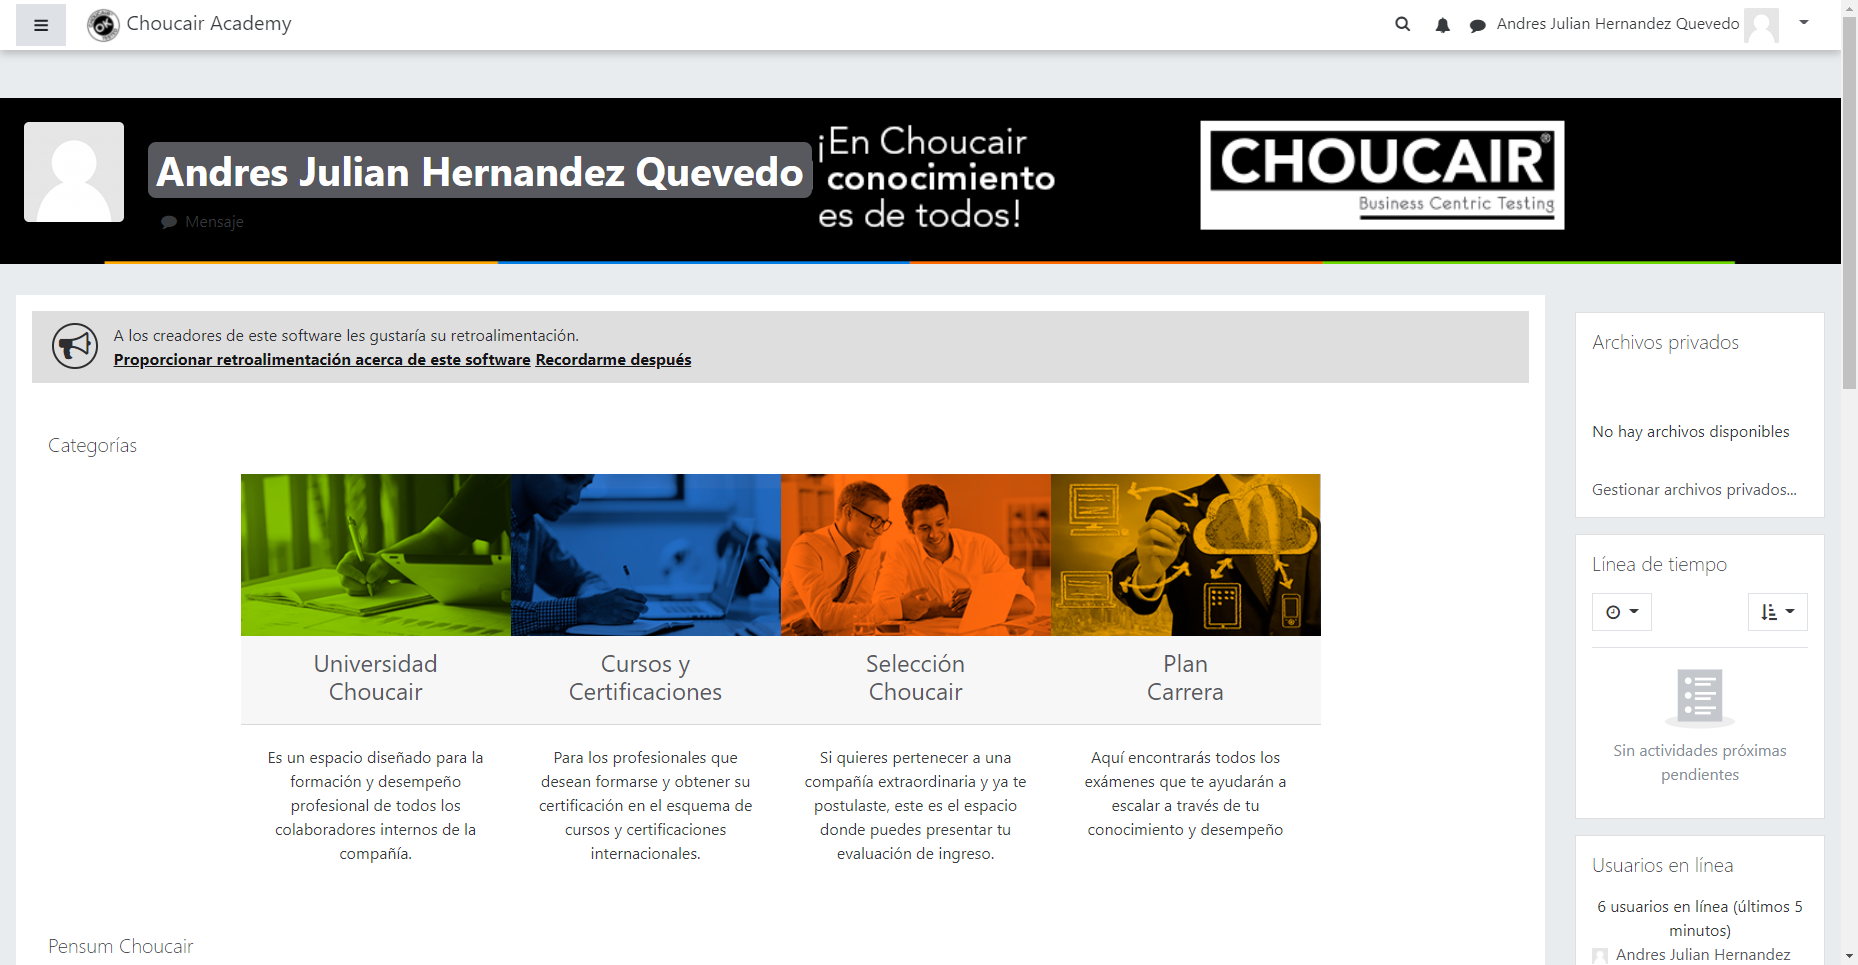 Choucair Academy
Andres Julian Hernandez Quevedo
Andres Julian Hernandez Quevedo
Mensaje
¡En Choucair
conocimiento
es de todos!
CHOUCAIR®
Business Centric Testing
A los creadores de este software les gustaría su retroalimentación.
Proporcionar retroalimentación acerca de este software Recordarme después
Categorías
Universidad
Choucair
Es un espacio diseñado para la
formación y desempeño
profesional de todos los
colaboradores internos de la
compañía.
Cursos y
Certificaciones
Para los profesionales que
desean formarse y obtener su
certificación en el esquema de
cursos y certificaciones
internacionales.
Selección
Choucair
Si quieres pertenecer a una
compañía extraordinaria y ya te
postulaste, este es el espacio
donde puedes presentar tu
evaluación de ingreso.
Plan
Carrera
Aquí encontrarás todos los
exámenes que te ayudarán a
escalar a través de tu
conocimiento y desempeño
Pensum Choucair
Archivos privados
No hay archivos disponibles
Gestionar archivos privados...
Línea de tiempo
Sin actividades próximas
pendientes
Usuarios en línea
6 usuarios en línea (últimos 5
minutos)
Andres Julian Hernandez